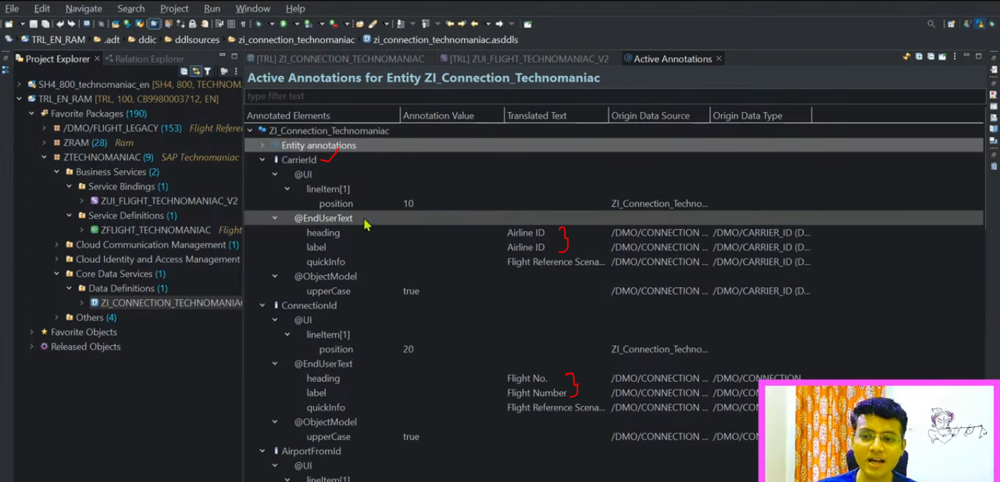 File Edit Navigate Search Project Run Window Help
TRL_EN_RAM .adt ddic ddlsources zi_connection_technomaniac zi_connection_technomaniac.asddls
Project Explorer Relation Explorer
[TRL] ZI_CONNECTION_TECHNOMANIAC [TRL] ZUI_FLIGHT_TECHNOMANIAC_V2 Active Annotations
SH4_800_technomaniac_en [SH4, 800, TECHNOM
TRL_EN_RAM [TRL, 100, CB9980003712, EN]
Favorite Packages (190)
/DMO/FLIGHT_LEGACY (153) Flight Refere
ZRAM (28) Ram
ZTECHNOMANIAC (9) SAP Technomaniac
Business Services (2)
Service Bindings (1)
ZUI_FLIGHT_TECHNOMANIAC_V2
Service Definitions (1)
ZFLIGHT_TECHNOMANIAC Flight
Cloud Communication Management (1)
Cloud Identity and Access Management
Core Data Services (1)
Data Definitions (1)
ZI_CONNECTION_TECHNOMANIA
Others (4)
Favorite Objects
Released Objects
Active Annotations for Entity ZI_Connection_Technomaniac
type filter text
Annotated Elements Annotation Value Translated Text Origin Data Source Origin Data Type
ZI_Connection_Technomaniac
Entity annotations
CarrierId
@UI
lineItem[1]
position 10 ZI_Connection_Techno...
@EndUserText
heading Airline ID /DMO/CONNECTION ... /DMO/CARRIER_ID (D...
label Airline ID /DMO/CONNECTION ... /DMO/CARRIER_ID (D...
quickInfo Flight Reference Scena... /DMO/CONNECTION ... /DMO/CARRIER_ID (D...
@ObjectModel
upperCase true /DMO/CONNECTION ... /DMO/CARRIER_ID (D...
ConnectionId
@UI
lineItem[1]
position 20 ZI_Connection_Techno...
@EndUserText
heading Flight No. /DMO/CONNECTION ... /DMO/CONNECTION
label Flight Number /DMO/CONNECTION ... /DMO/CON
quickInfo Flight Reference Scena... /DMO/CONNECTION ... /DMO/CON
@ObjectModel
upperCase true /DMO/CONNECTION ... /DMO/CON
AirportFromId
@UI
lineItem[1]